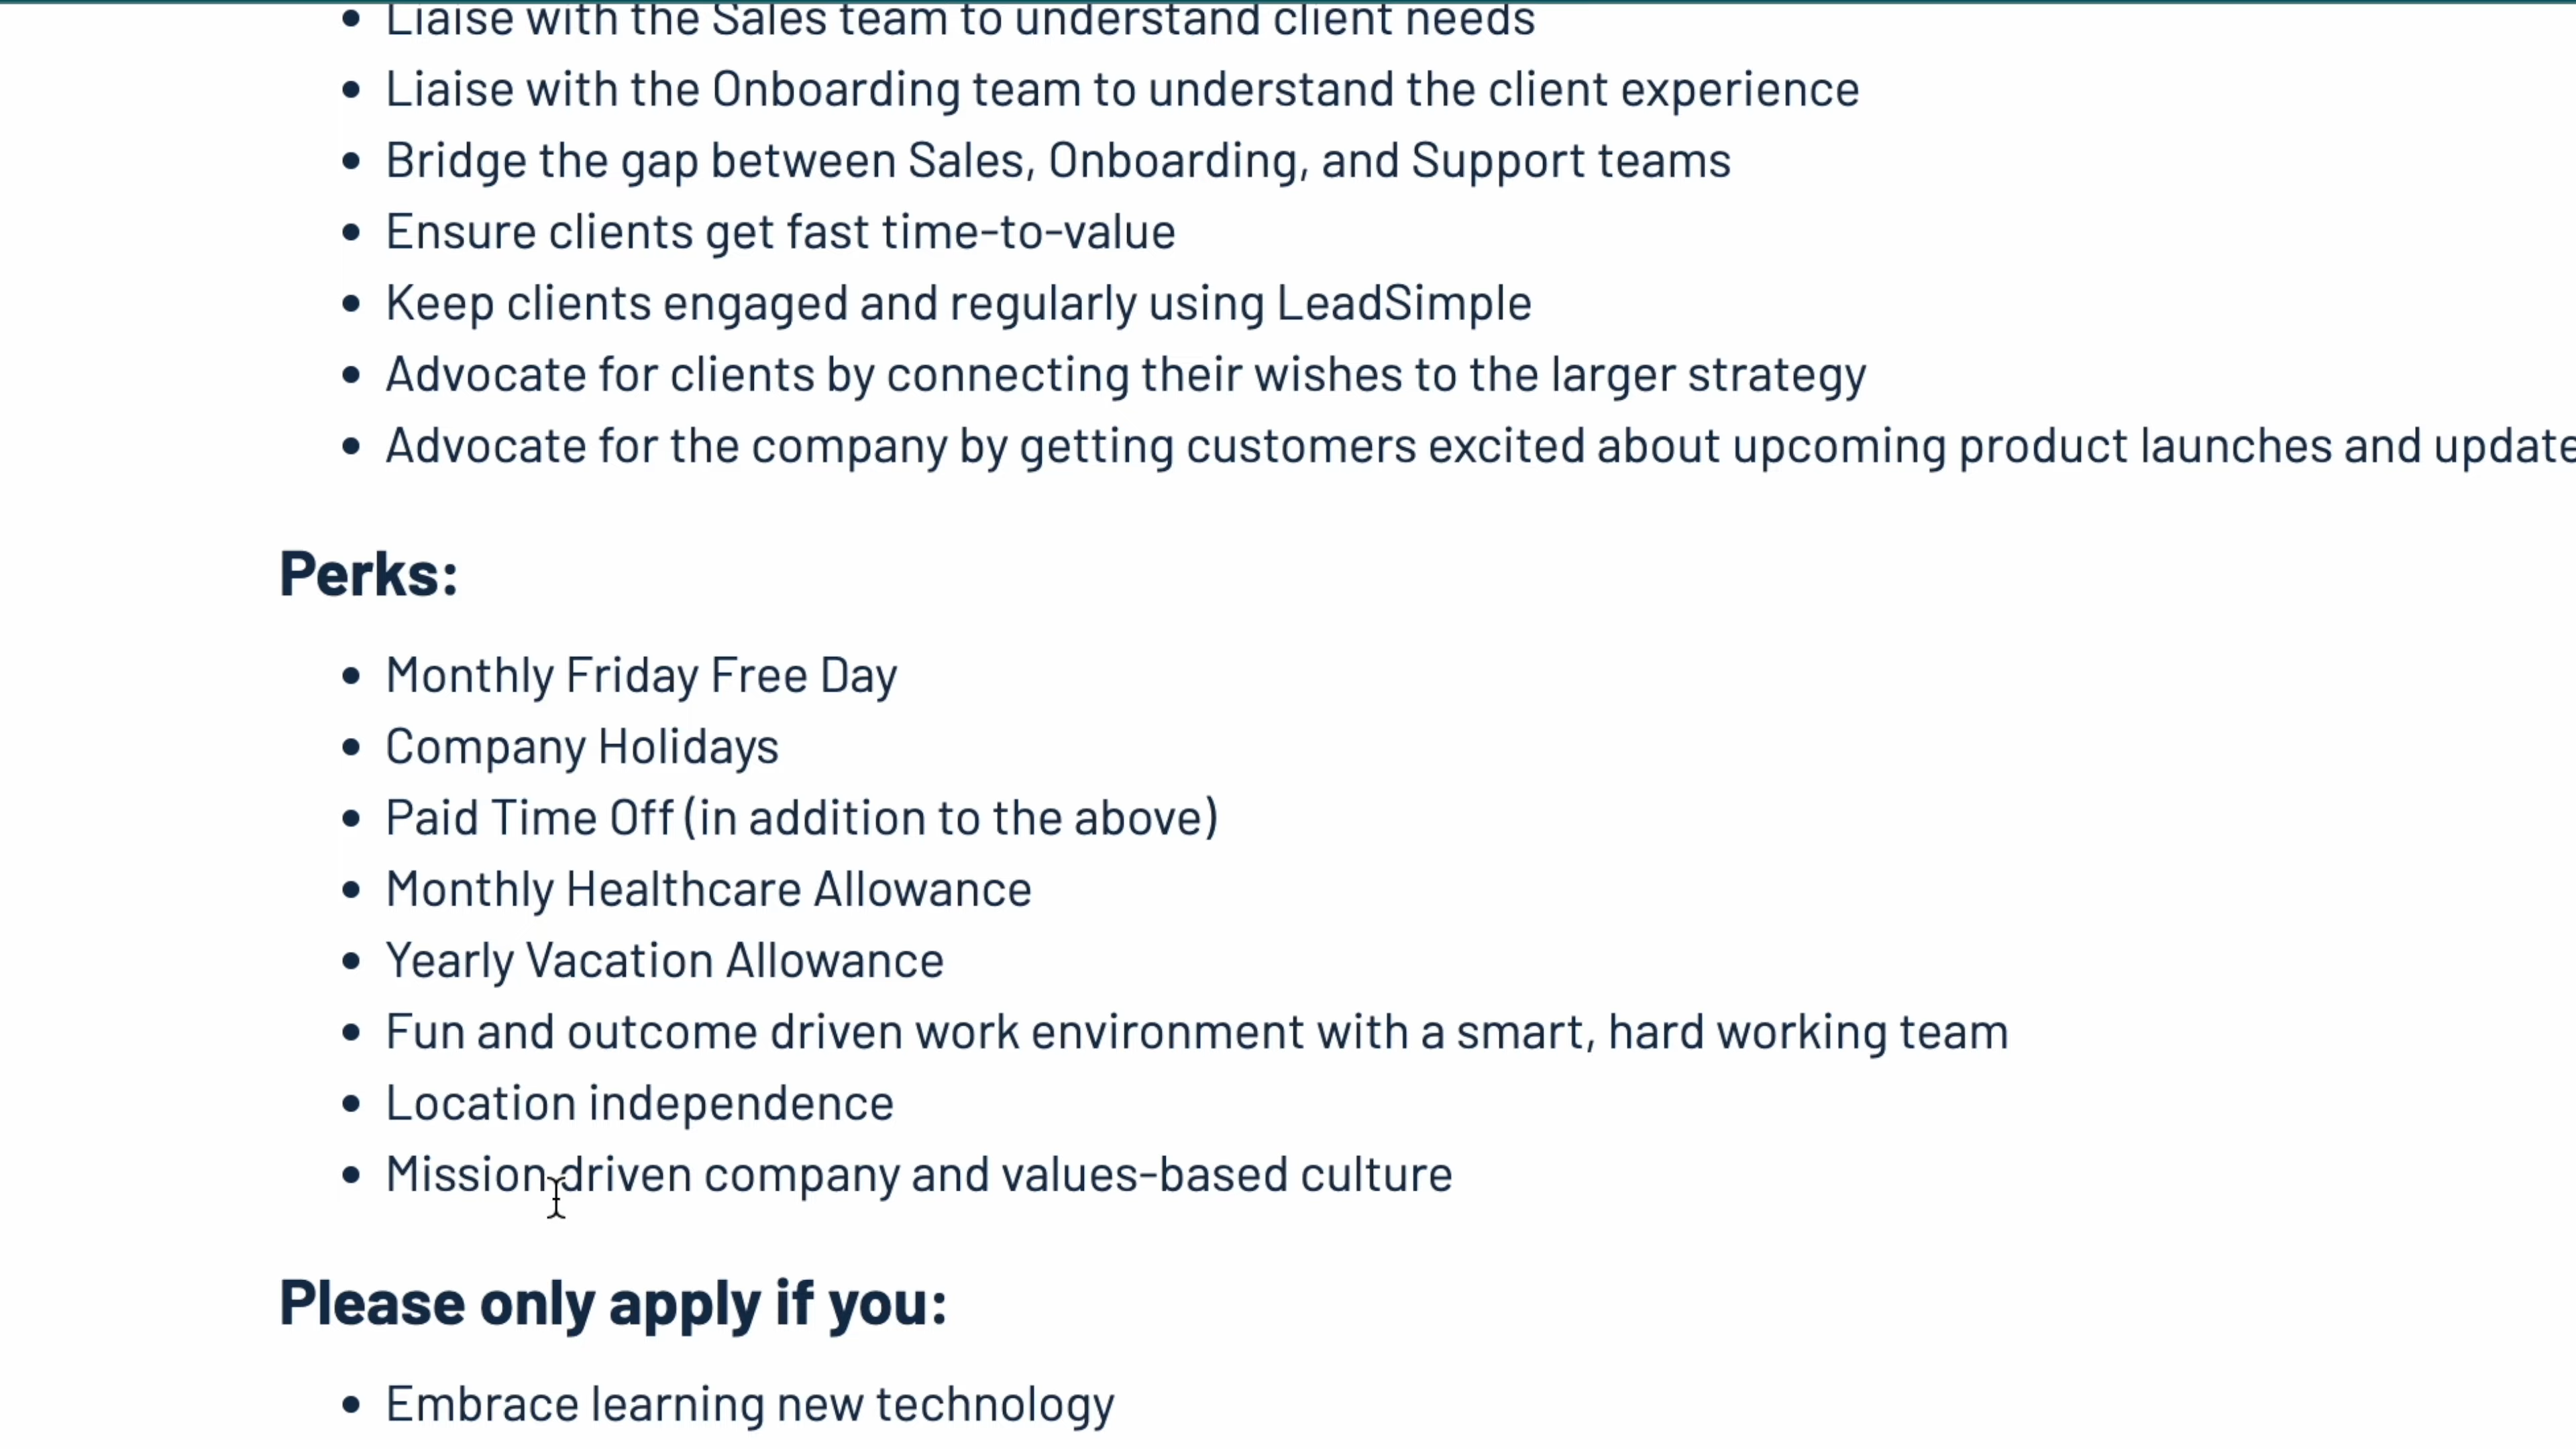 Liaise with the Sales team to understand client needs
Liaise with the Onboarding team to understand the client experience
Bridge the gap between Sales, Onboarding, and Support teams
Ensure clients get fast time-to-value
Keep clients engaged and regularly using LeadSimple
Advocate for clients by connecting their wishes to the larger strategy
Advocate for the company by getting customers excited about upcoming product launches and update
Perks:
Monthly Friday Free Day
Company Holidays
Paid Time Off (in addition to the above)
Monthly Healthcare Allowance
Yearly Vacation Allowance
Fun and outcome driven work environment with a smart, hard working team
Location independence
Mission driven company and values-based culture
Please only apply if you:
Embrace learning new technology